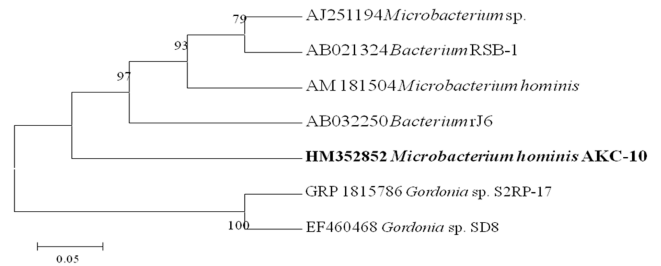 79
AJ251194 Microbacterium sp.
AB021324 Bacterium RSB-1
93
AM 181504 Microbacterium hominis
97
AB032250 Bacterium rJ6
HM352852 Microbacterium hominis AKC-10
GRP 1815786 Gordonia sp. S2RP-17
100
EF460468 Gordonia sp. SD8
0.05